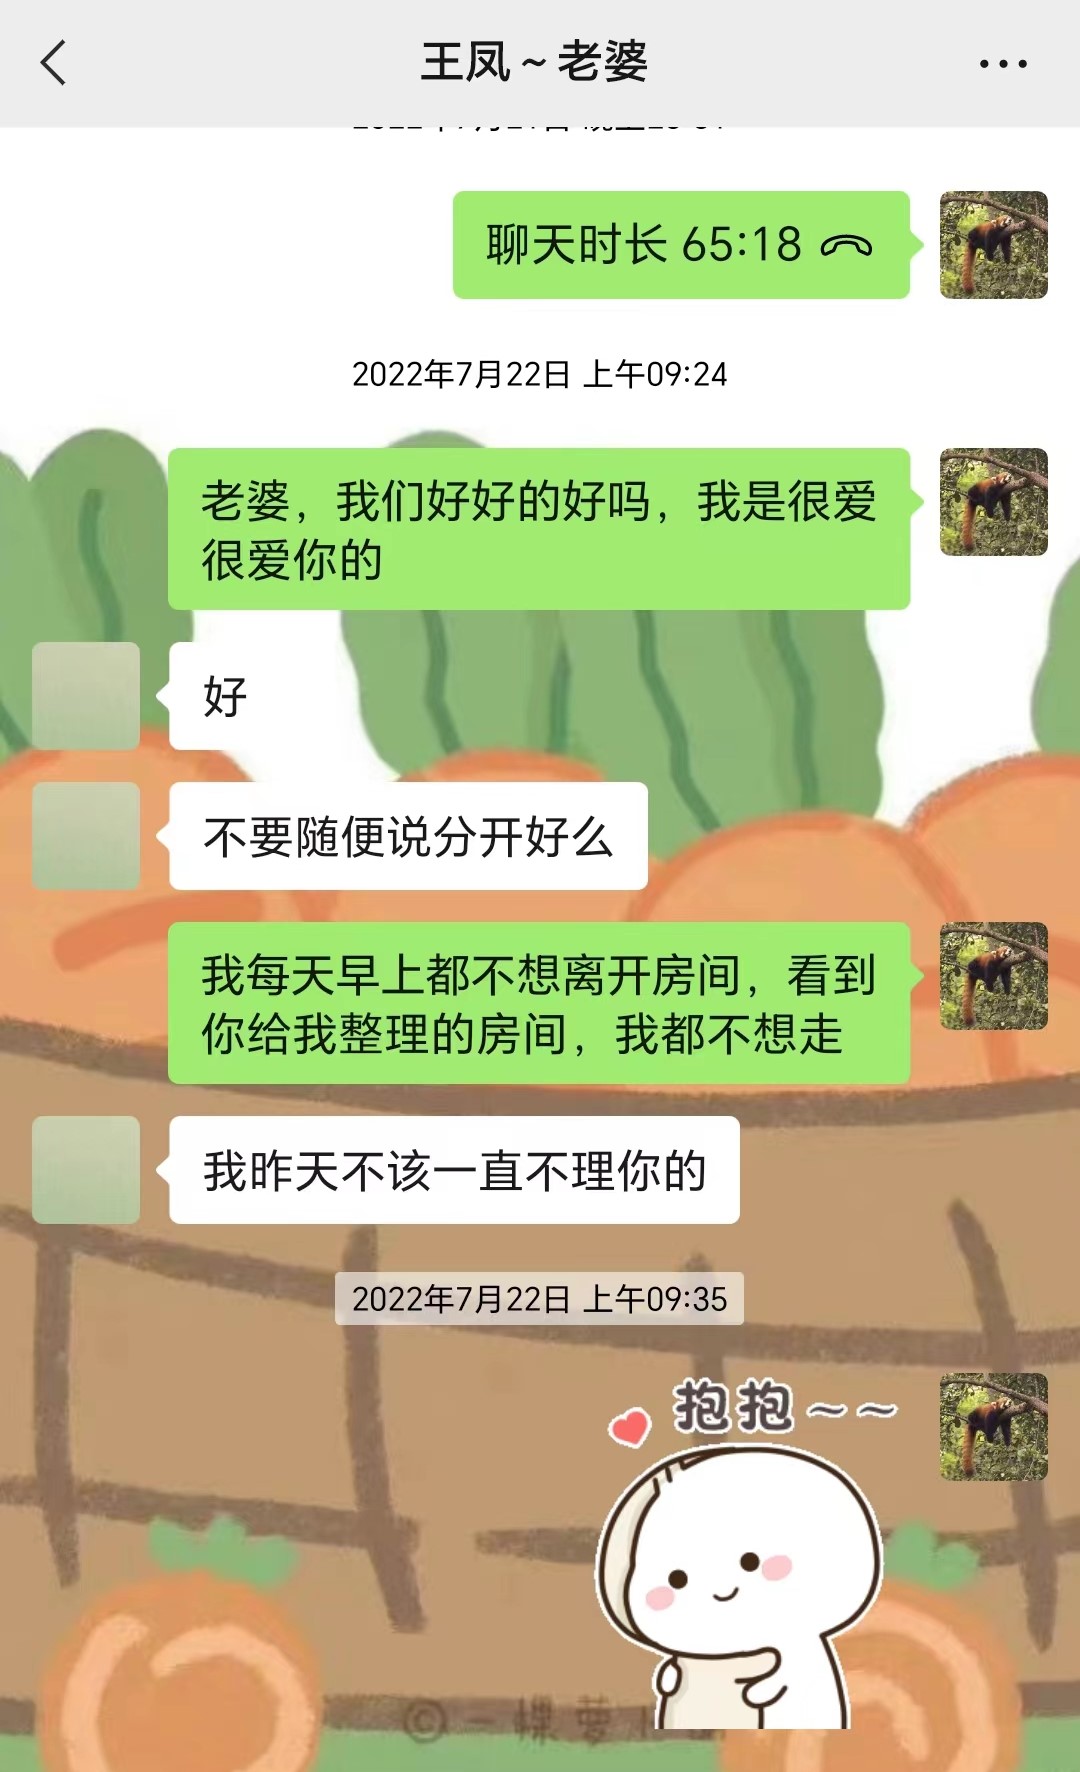 王凤~老婆
聊天时长 65:18
2022年7月22日 上午09:24
老婆，我们好好的好吗，我是很爱
很爱你的
好
不要随便说分开好么
我每天早上都不想离开房间，看到
你给我整理的房间，我都不想走
我昨天不该一直不理你的
2022年7月22日 上午09:35
抱抱~~